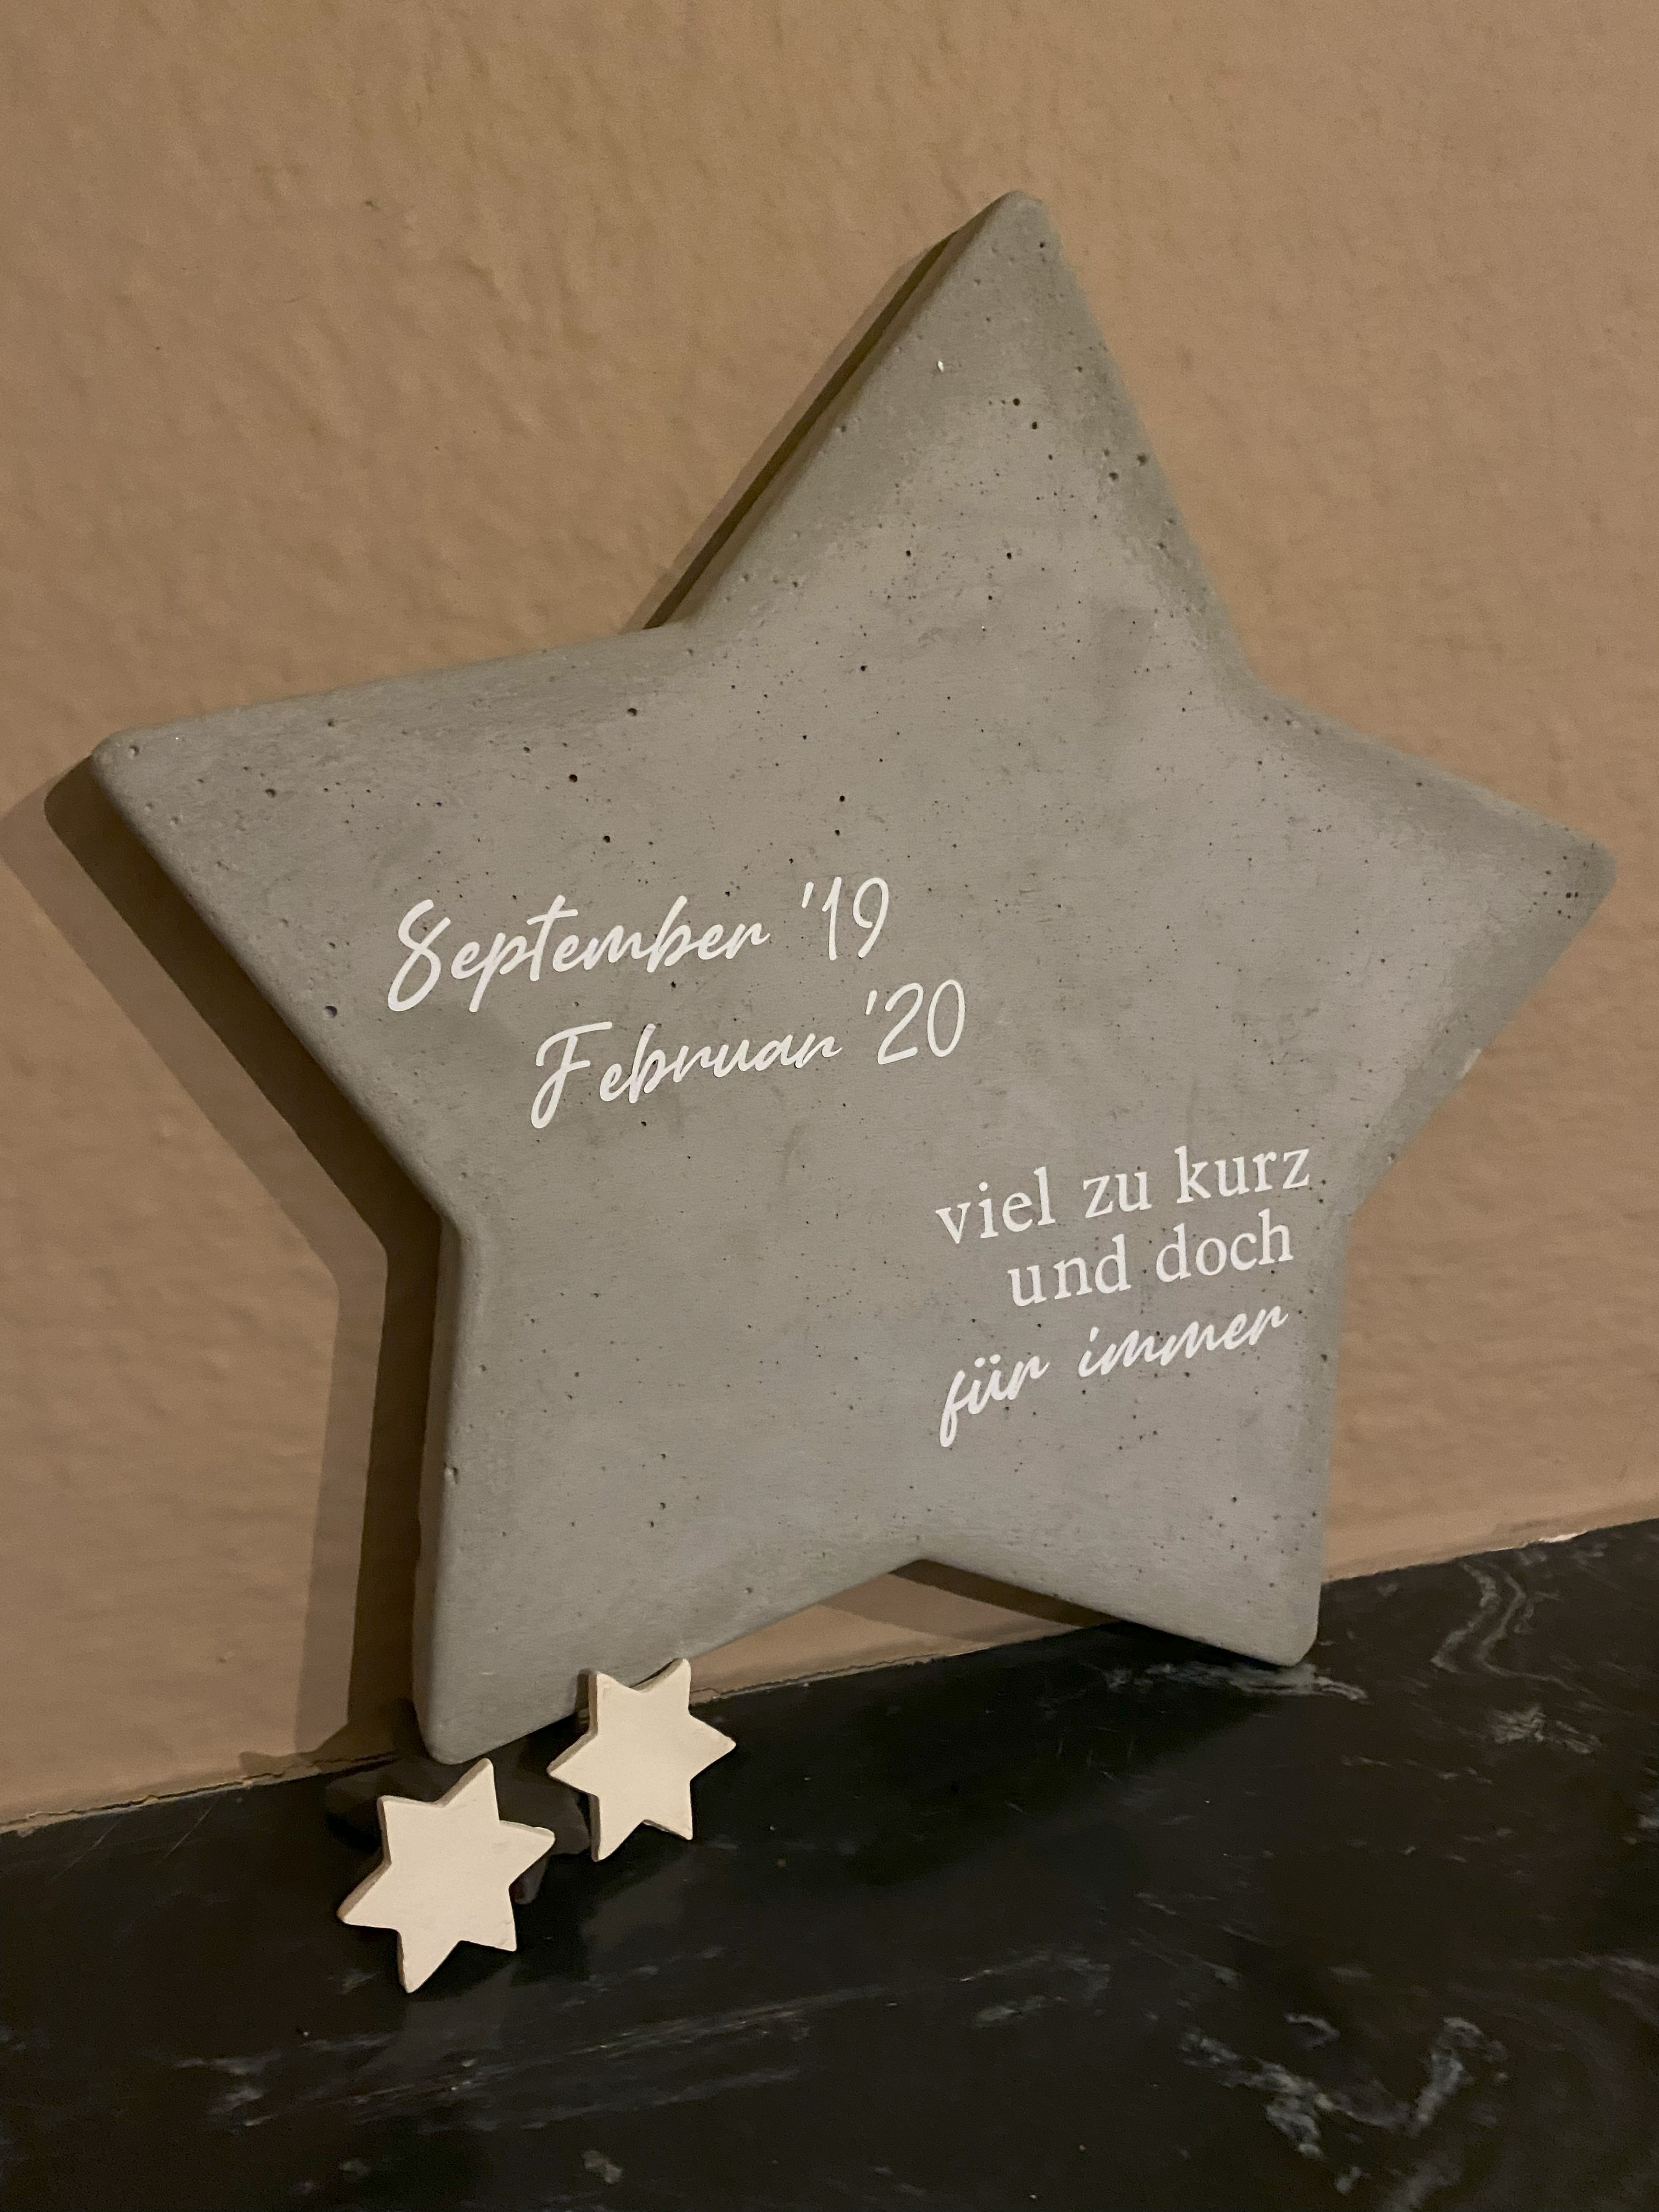 September '19
Februar '20
viel zu kurz
und doch
für immer